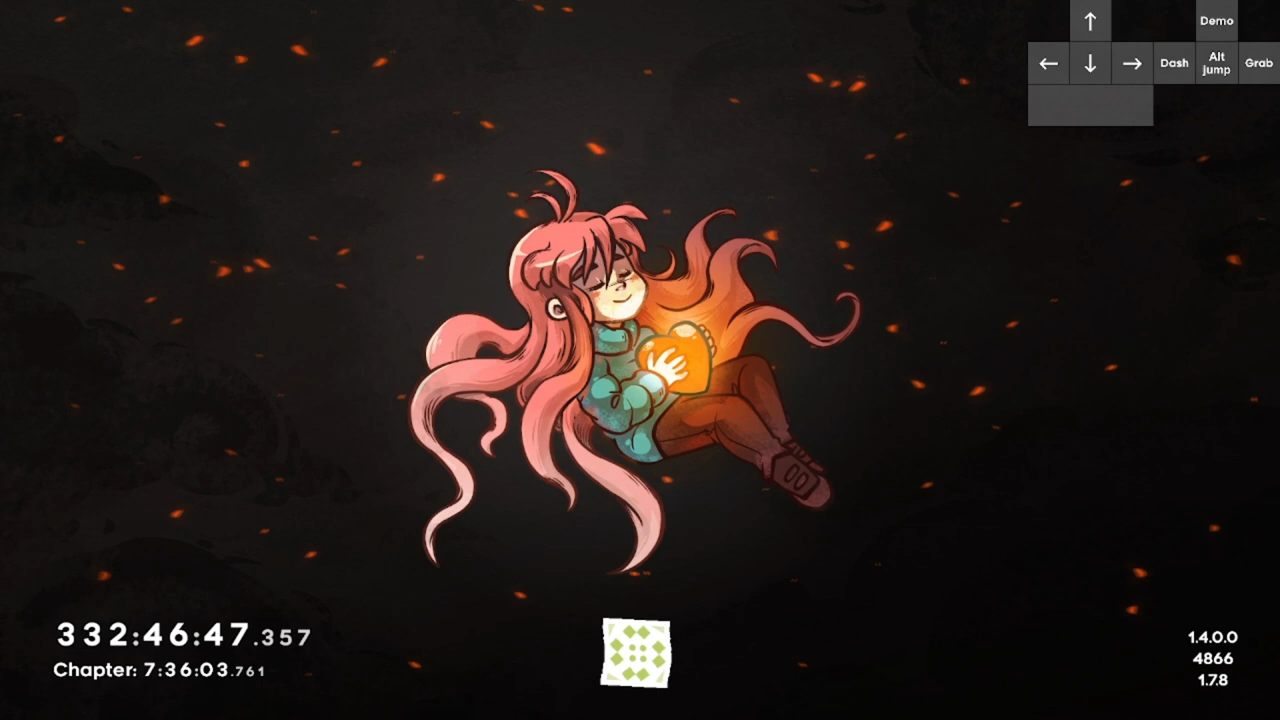 ↑ Demo
← ↓ → Dash Alt jump Grab
332:46:47.357
Chapter: 7:36:03.761
1.4.0.0
4866
1.7.8